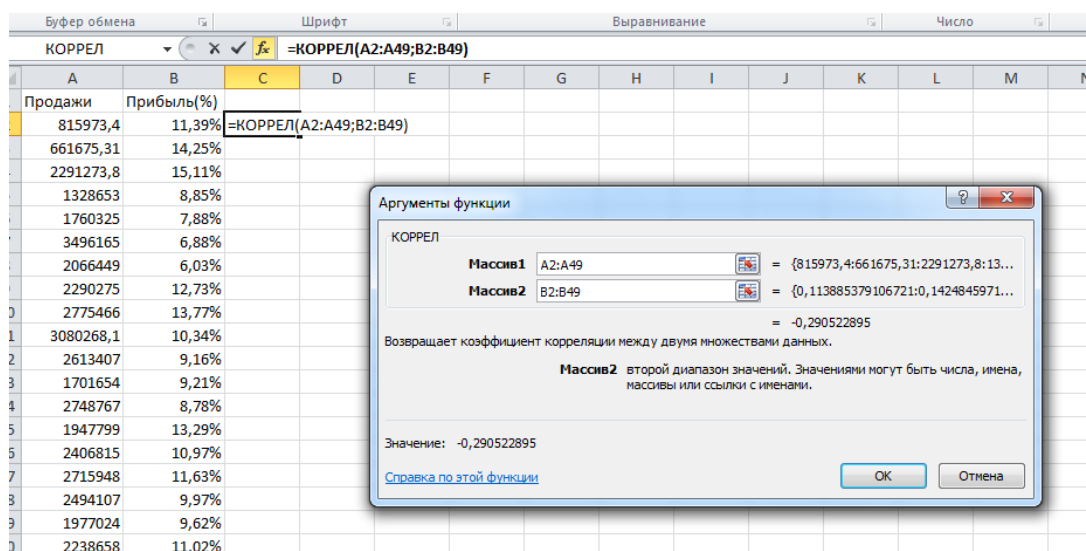 Буфер обмена Шрифт Выравнивание Число
КОРРЕЛ fx =КОРРЕЛ(A2:A49;B2:B49)
A B C D E F G H I J K L M
Продажи Прибыль(%)
815973,4 11,39% =КОРРЕЛ(A2:A49;B2:B49)
661675,31 14,25%
2291273,8 15,11%
1328653 8,85%
1760325 7,88%
3496165 6,88%
2066449 6,03%
2290275 12,73%
2775466 13,77%
3080268,1 10,34%
2613407 9,16%
1701654 9,21%
2748767 8,78%
1947799 13,29%
2406815 10,97%
2715948 11,63%
2494107 9,97%
1977024 9,62%
2238658 11,02%
Аргументы функции
КОРРЕЛ
Массив1 A2:A49 = {815973,4:661675,31:2291273,8:13...
Массив2 B2:B49 = {0,113885379106721:0,1424845971...
= -0,290522895
Возвращает коэффициент корреляции между двумя множествами данных.
Массив2 второй диапазон значений. Значениями могут быть числа, имена,
массивы или ссылки с именами.
Значение: -0,290522895
Справка по этой функции OK Отмена